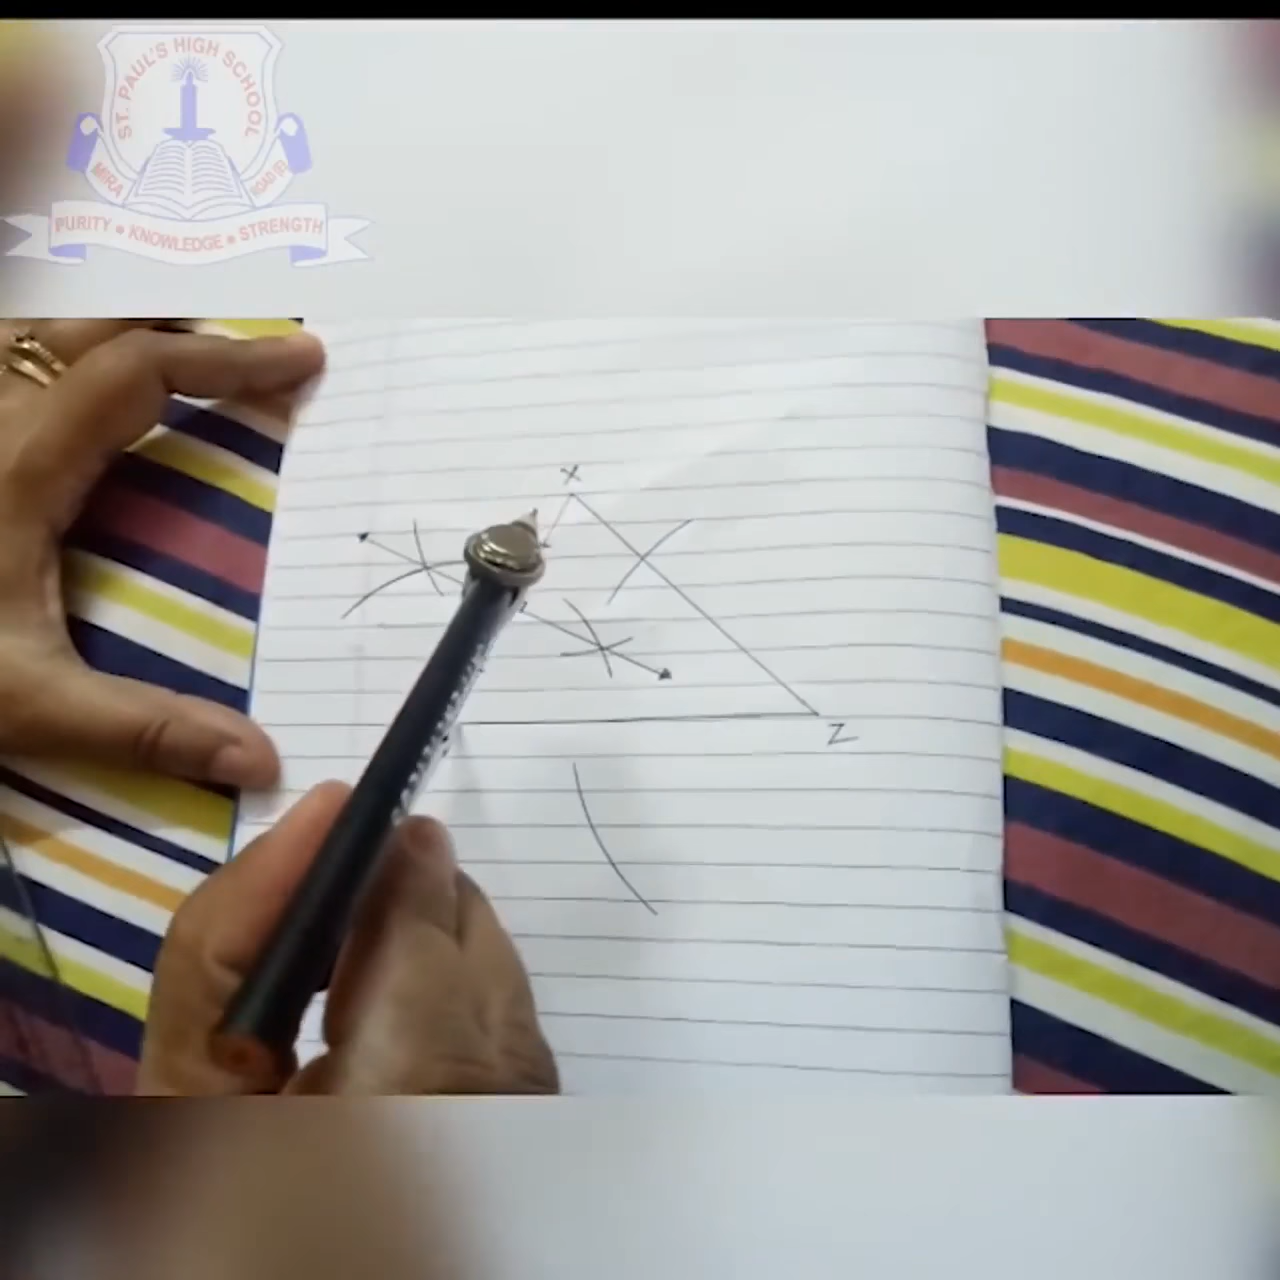 ST. PAUL'S HIGH SCHOOL
MIRA ROAD (E)
PURITY • KNOWLEDGE • STRENGTH
X
Z